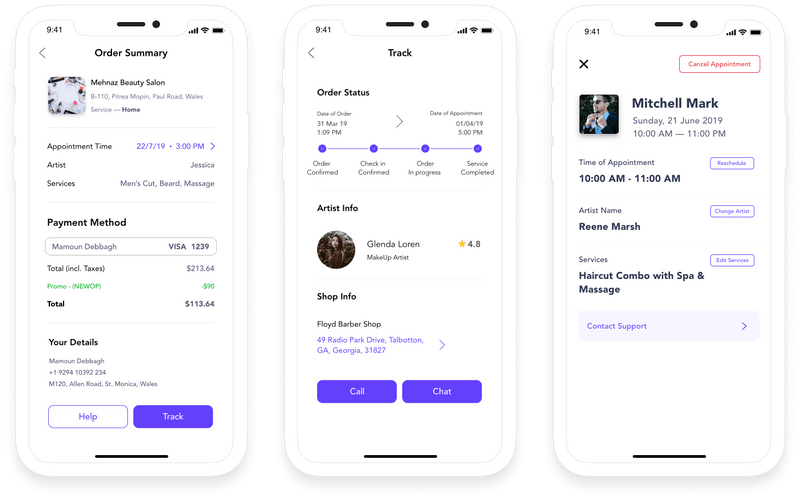 9:41
Order Summary
Mehnaz Beauty Salon
B-110, Pitrea Mopin, Paul Road, Wales
Service — Home
Appointment Time 22/7/19 • 3:00 PM
Artist Jessica
Services Men's Cut, Beard, Massage
Payment Method
Mamoun Debbagh VISA 1239
Total (incl. Taxes) $213.64
Promo - (NEWOP) -$90
Total $113.64
Your Details
Mamoun Debbagh
+1 9294 10392 234
M120, Allen Road, St. Monica, Wales
Help Track
9:41
Track
Order Status
Date of Order Date of Appointment
31 Mar 19 01/04/19
1:09 PM 5:00 PM
Order Check in Order Service
Confirmed Confirmed In progress Completed
Artist Info
Glenda Loren 4.8
MakeUp Artist
Shop Info
Floyd Barber Shop
49 Radio Park Drive, Talbotton,
GA, Georgia, 31827
Call Chat
9:41
Cancel Appointment
Mitchell Mark
Sunday, 21 June 2019
10:00 AM — 11:00 PM
Time of Appointment Reschedule
10:00 AM - 11:00 AM
Artist Name Change Artist
Reene Marsh
Services Edit Services
Haircut Combo with Spa &
Massage
Contact Support